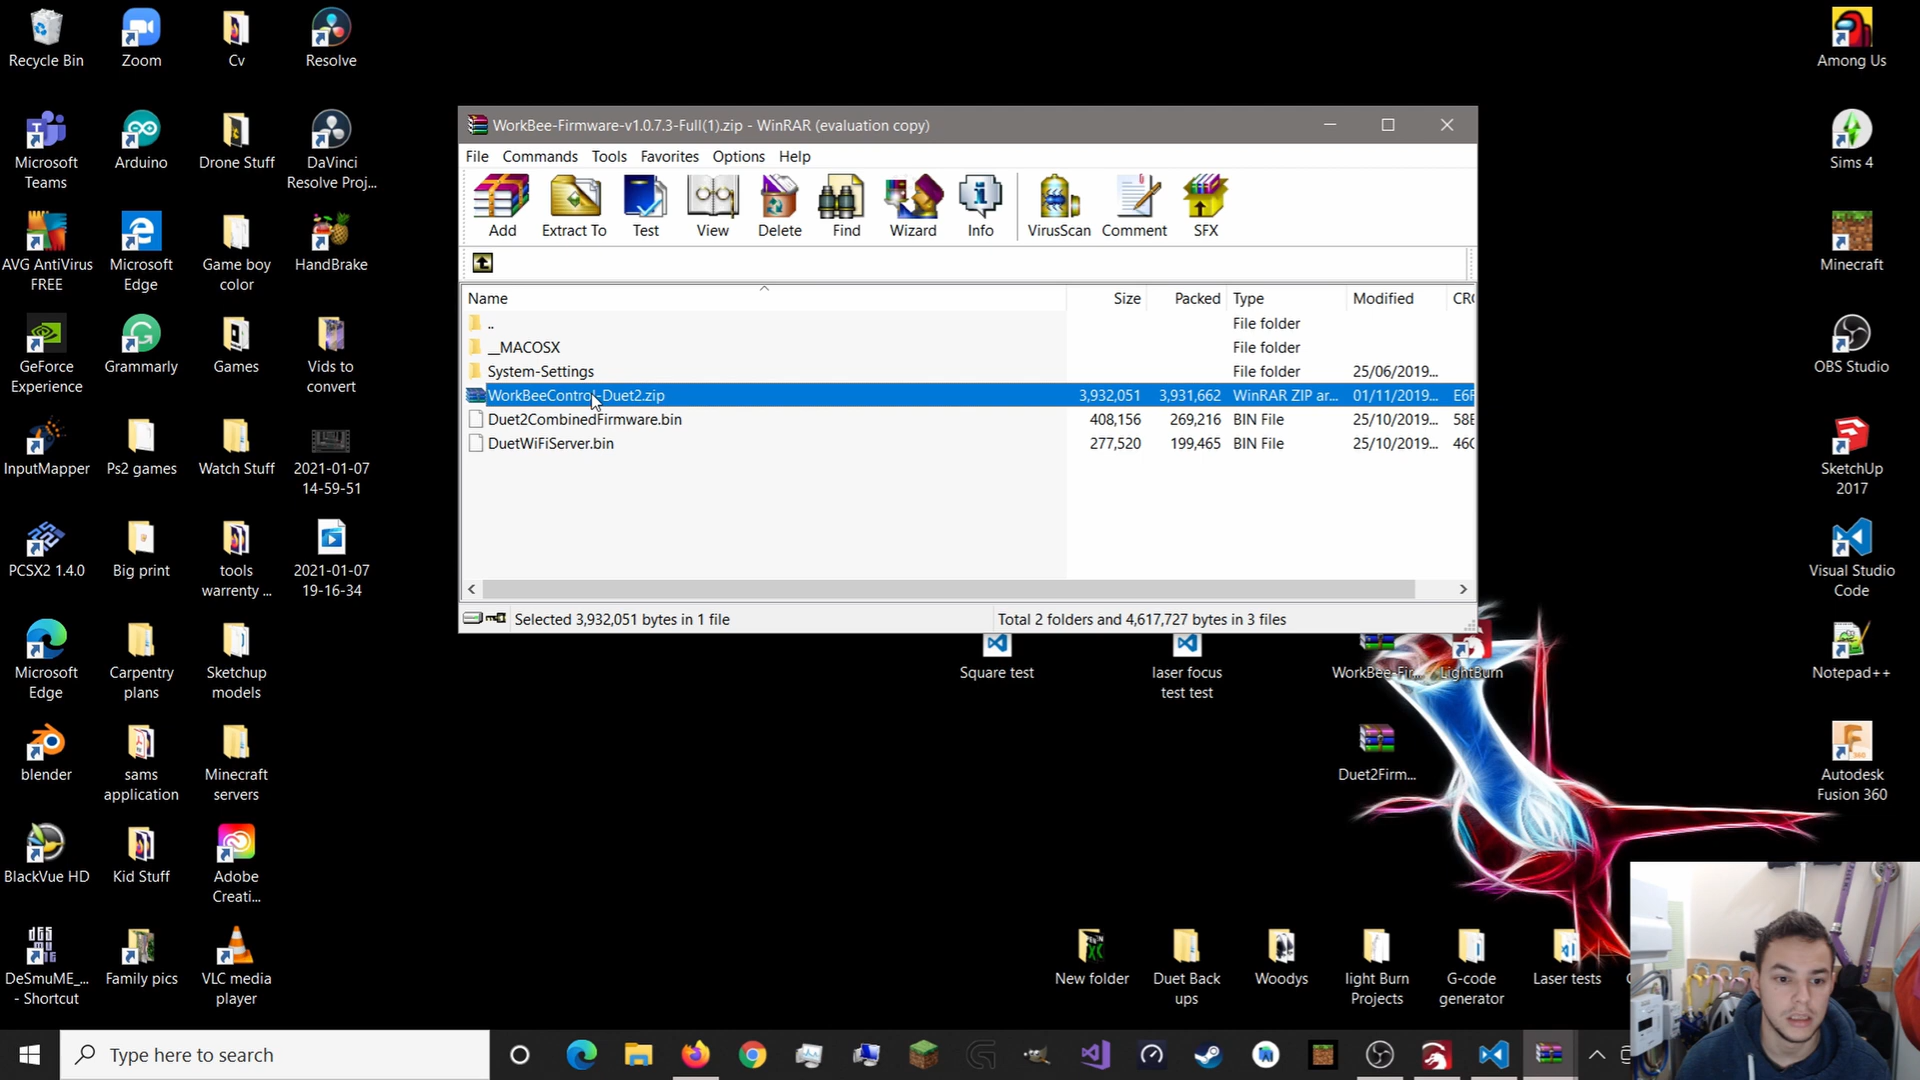 Recycle Bin
Zoom
Cv
Resolve
Among Us
Microsoft
Teams
Arduino
Drone Stuff
DaVinci
Resolve Proj...
Sims 4
AVG AntiVirus
FREE
Microsoft
Edge
Game boy
color
HandBrake
Minecraft
GeForce
Experience
Grammarly
Games
Vids to
convert
OBS Studio
InputMapper
Ps2 games
Watch Stuff
2021-01-07
14-59-51
SketchUp
2017
PCSX2 1.4.0
Big print
tools
warrenty ...
2021-01-07
19-16-34
Visual Studio
Code
Microsoft
Edge
Carpentry
plans
Sketchup
models
Notepad++
blender
sams
application
Minecraft
servers
Autodesk
Fusion 360
BlackVue HD
Kid Stuff
Adobe
Creati...
DeSmuME_...
- Shortcut
Family pics
VLC media
player
WorkBee-Firmware-v1.0.7.3-Full(1).zip - WinRAR (evaluation copy)
File Commands Tools Favorites Options Help
Add Extract To Test View Delete Find Wizard Info VirusScan Comment SFX
Name Size Packed Type Modified CRC
.. File folder
__MACOSX File folder
System-Settings File folder 25/06/2019...
WorkBeeControl-Duet2.zip 3,932,051 3,931,662 WinRAR ZIP ar... 01/11/2019... E6F
Duet2CombinedFirmware.bin 408,156 269,216 BIN File 25/10/2019...
DuetWiFiServer.bin 277,520 199,465 BIN File 25/10/2019...
Selected 3,932,051 bytes in 1 file
Total 2 folders and 4,617,727 bytes in 3 files
Square test
laser focus
test test
WorkBee-Fir...
LightBurn
Duet2Firm...
New folder
Duet Back
ups
Woodys
light Burn
Projects
G-code
generator
Laser tests
Type here to search